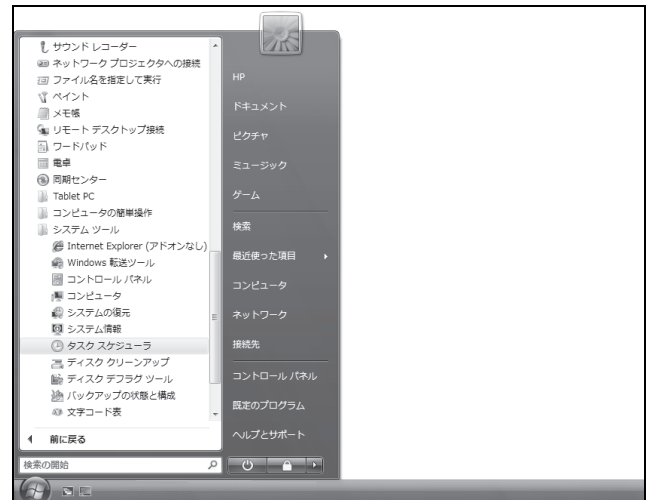 サウンド レコーダー
ネットワーク プロジェクタへの接続
ファイル名を指定して実行
ペイント
メモ帳
リモート デスクトップ接続
ワードパッド
電卓
同期センター
Tablet PC
コンピュータの簡単操作
システム ツール
Internet Explorer (アドオンなし)
Windows 転送ツール
コントロール パネル
コンピュータ
システムの復元
システム情報
タスク スケジューラ
ディスク クリーンアップ
ディスク デフラグ ツール
バックアップの状態と構成
文字コード表
前に戻る
検索の開始
HP
ドキュメント
ピクチャ
ミュージック
ゲーム
検索
最近使った項目
コンピュータ
ネットワーク
接続先
コントロール パネル
既定のプログラム
ヘルプとサポート